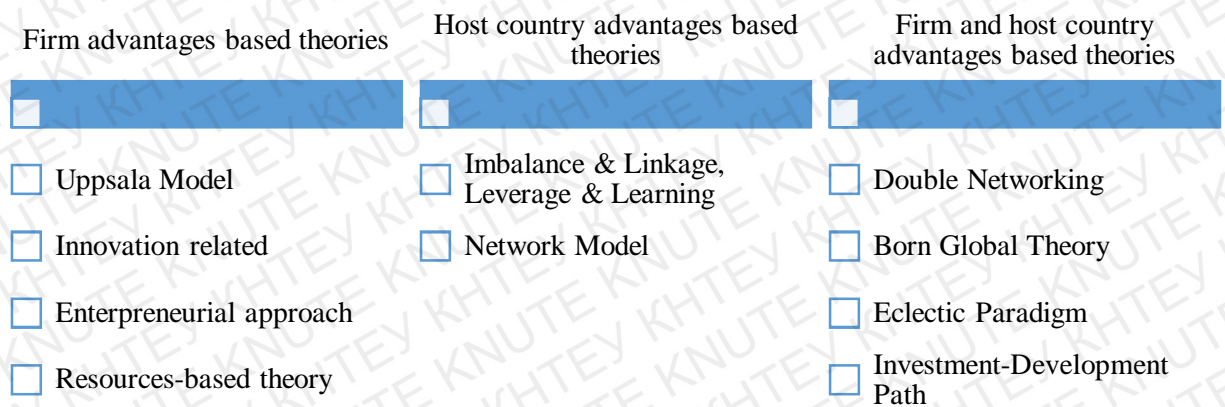 Firm advantages based theories
Host country advantages based
theories
Firm and host country
advantages based theories
Uppsala Model
Innovation related
Enterpreneurial approach
Resources-based theory
Imbalance & Linkage,
Leverage & Learning
Network Model
Double Networking
Born Global Theory
Eclectic Paradigm
Investment-Development
Path